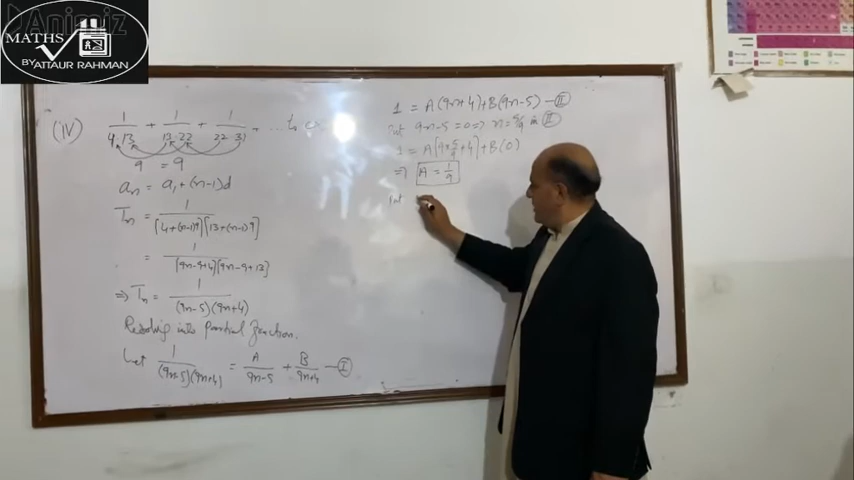 MATHS
BY ATTAUR RAHMAN
(IV) 1/4.13 + 1/13.22 + 1/22.31 + ... to ∞
9 = 9
an = a1 + (n-1)d
Tn = 1/[4+(n-1)9][13+(n-1)9]
= 1/[9n-9+4][9n-9+13]
⇒ Tn = 1/(9n-5)(9n+4)
Resolving into partial fraction.
Let 1/(9n-5)(9n+4) = A/9n-5 + B/9n+4 — I
1 = A(9n+4)+B(9n-5) — II
Put 9n-5=0 => n=5/9 in II
1 = A[9×5/9+4]+B(0)
=> A = 1/9
Put